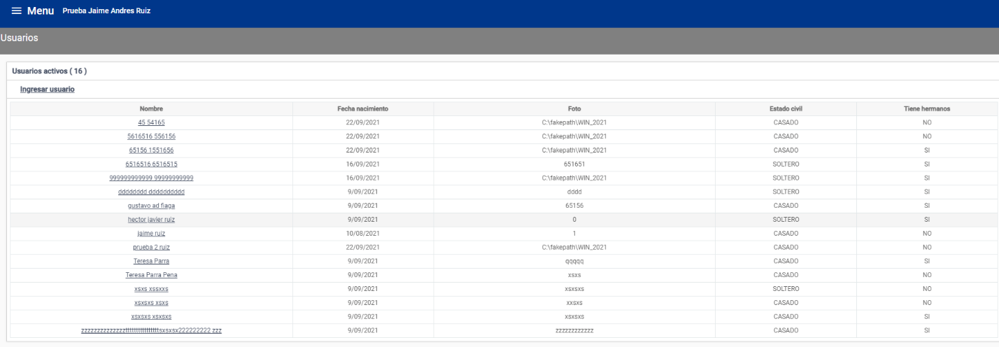 Menu Prueba Jaime Andres Ruiz
Usuarios
Usuarios activos ( 16 )
Ingresar usuario
Nombre Fecha nacimiento Foto Estado civil Tiene hermanos
45 54165 22/09/2021 C:\fakepath\WIN_2021 CASADO NO
5616516 556156 22/09/2021 C:\fakepath\WIN_2021 CASADO NO
65156 1551656 22/09/2021 C:\fakepath\WIN_2021 CASADO SI
6516516 6516515 16/09/2021 651651 SOLTERO SI
999999999999 99999999999 16/09/2021 C:\fakepath\WIN_2021 SOLTERO SI
dddddddd dddddddddd 9/09/2021 dddd SOLTERO SI
gustavo ad fiaga 9/09/2021 65156 CASADO SI
hector javier ruiz 9/09/2021 0 SOLTERO SI
jaime ruiz 10/08/2021 1 CASADO NO
prueba 2 ruiz 22/09/2021 C:\fakepath\WIN_2021 CASADO NO
Teresa Parra 9/09/2021 qqqqq CASADO SI
Teresa Parra Pena 9/09/2021 xsxs CASADO NO
xsxs xssxxs 9/09/2021 xsxsxs SOLTERO NO
xsxsxs xsxs 9/09/2021 xxsxs CASADO NO
xsxsxs xsxsxs 9/09/2021 xsxsxs CASADO SI
zzzzzzzzzzzzzztttttttttttttttttsxsxsx222222222 zzz 9/09/2021 zzzzzzzzzzzz CASADO SI